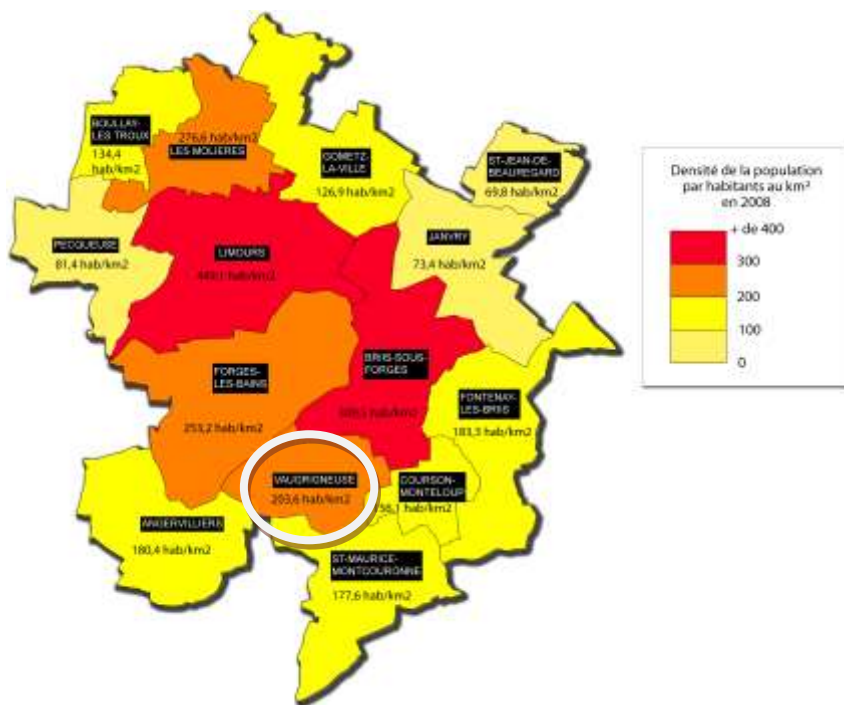 BOULLAY-
LES TROUX
134,4
hab/km2)
276,6 hab/km2
LES MOLIERES
GOMETZ-
LA-VILLE
126,9 hab/km2)
ST-JEAN-DE-
BEAUREGARD
69,8 hab/km2)
PECQUEUSE
81,4 hab/km2
LIMOURS
hab/km2)
JANVRY
73,4 hab/km2)
BRIIS-SOUS-
FORGES
hab/km2)
FORGES-
LES-BAINS
253,2 hab/km2)
FONTENAY-
LES-BRIIS
183,3 hab/km2)
VAUGRIGNEUSE
203,6 hab/km2)
COURSON-
MONTELOUP
hab/km2)
ANGERVILLIERS
180,4 hab/km2)
ST-MAURICE-
MONTCOURONNE
177,6 hab/km2)
Densité de la population
par habitants au km²
en 2008
+ de 400
300
200
100
0